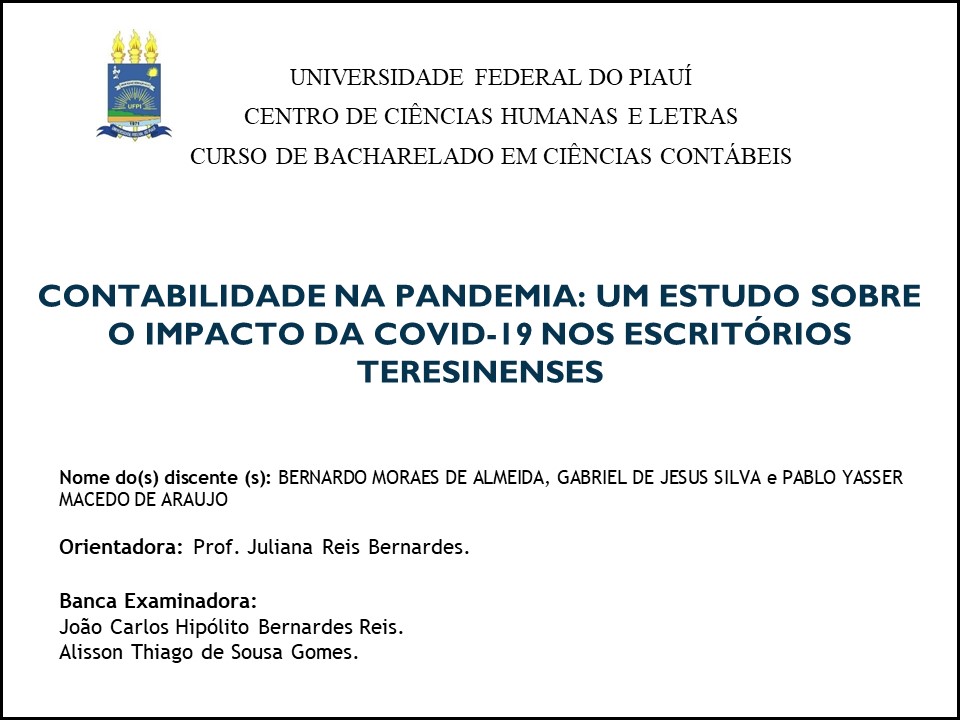 UFPI
1971
UNIVERSIDADE FEDERAL DO PIAUÍ
CENTRO DE CIÊNCIAS HUMANAS E LETRAS
CURSO DE BACHARELADO EM CIÊNCIAS CONTÁBEIS
CONTABILIDADE NA PANDEMIA: UM ESTUDO SOBRE
O IMPACTO DA COVID-19 NOS ESCRITÓRIOS
TERESINENSES
Nome do(s) discente (s): BERNARDO MORAES DE ALMEIDA, GABRIEL DE JESUS SILVA e PABLO YASSER
MACEDO DE ARAUJO
Orientadora: Prof. Juliana Reis Bernardes.
Banca Examinadora:
João Carlos Hipólito Bernardes Reis.
Alisson Thiago de Sousa Gomes.